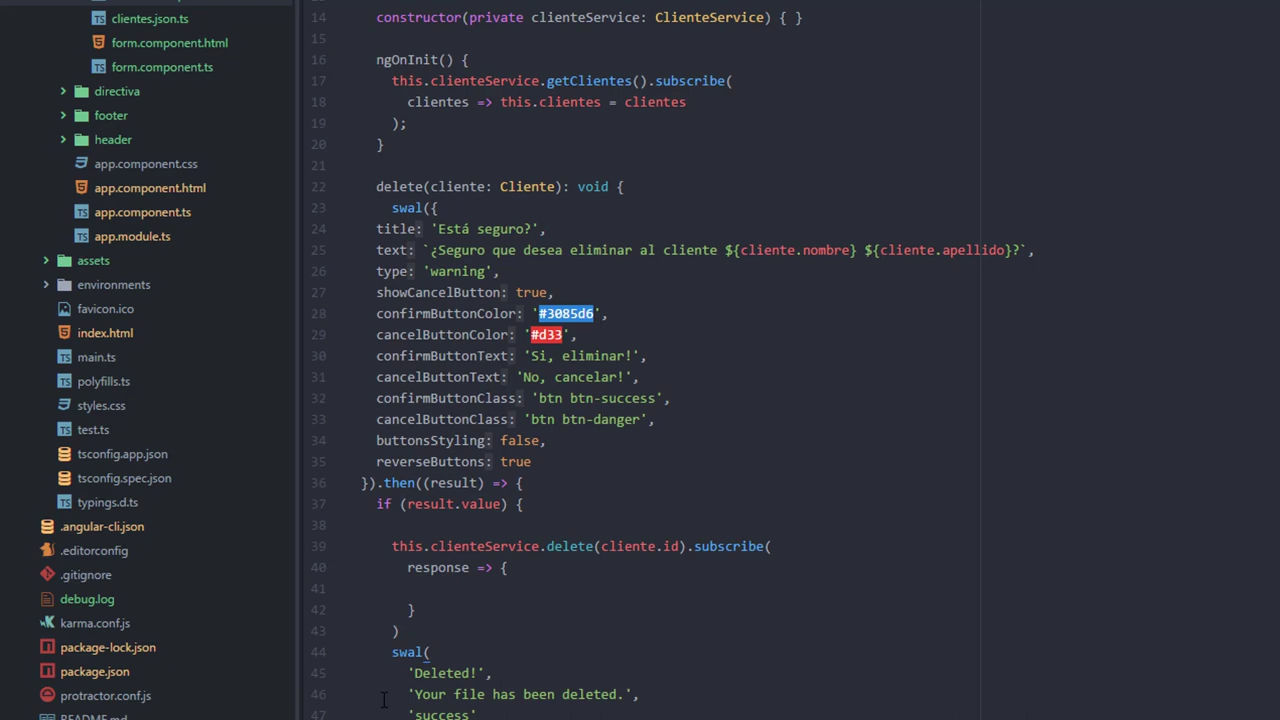 clientes.json.ts
form.component.html
form.component.ts
directiva
footer
header
app.component.css
app.component.html
app.component.ts
app.module.ts
assets
environments
favicon.ico
index.html
main.ts
polyfills.ts
styles.css
test.ts
tsconfig.app.json
tsconfig.spec.json
typings.d.ts
.angular-cli.json
.editorconfig
.gitignore
debug.log
karma.conf.js
package-lock.json
package.json
protractor.conf.js
README.md
14 constructor(private clienteService: ClienteService) { }
15
16 ngOnInit() {
17 this.clienteService.getClientes().subscribe(
18 clientes => this.clientes = clientes
19 );
20 }
21
22 delete(cliente: Cliente): void {
23 swal({
24 title: 'Está seguro?',
25 text: `¿Seguro que desea eliminar al cliente ${cliente.nombre} ${cliente.apellido}?`,
26 type: 'warning',
27 showCancelButton: true,
28 confirmButtonColor: '#3085d6',
29 cancelButtonColor: '#d33',
30 confirmButtonText: 'Si, eliminar!',
31 cancelButtonText: 'No, cancelar!',
32 confirmButtonClass: 'btn btn-success',
33 cancelButtonClass: 'btn btn-danger',
34 buttonsStyling: false,
35 reverseButtons: true
36 }).then((result) => {
37 if (result.value) {
38
39 this.clienteService.delete(cliente.id).subscribe(
40 response => {
41
42 }
43 )
44 swal(
45 'Deleted!',
46 'Your file has been deleted.',
47 'success'